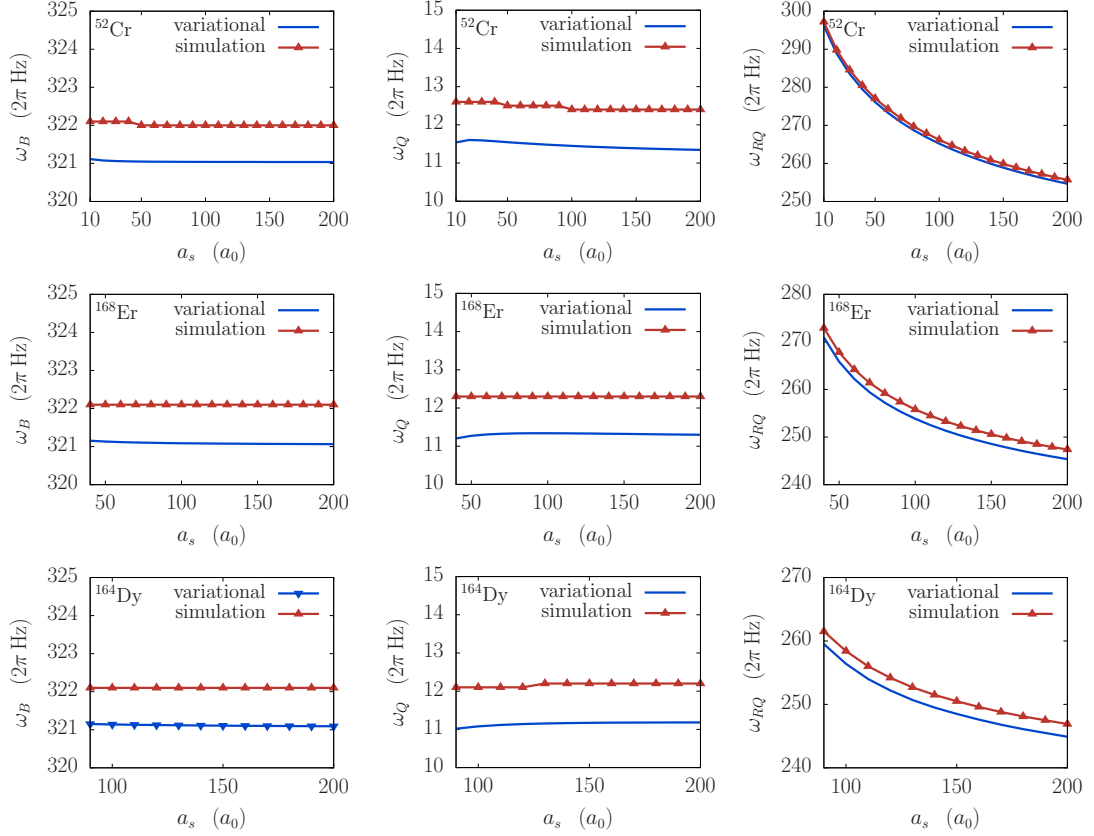 325
324
323
322
321
320
10
50
100
150
200
ω_B (2π Hz)
a_s (a_0)
⁵²Cr
variational
simulation
15
14
13
12
11
10
10
50
100
150
200
ω_Q (2π Hz)
a_s (a_0)
⁵²Cr
variational
simulation
300
290
280
270
260
250
10
50
100
150
200
ω_RQ (2π Hz)
a_s (a_0)
⁵²Cr
variational
simulation
325
324
323
322
321
320
50
100
150
200
ω_B (2π Hz)
a_s (a_0)
¹⁶⁸Er
variational
simulation
15
14
13
12
11
10
50
100
150
200
ω_Q (2π Hz)
a_s (a_0)
¹⁶⁸Er
variational
simulation
280
270
260
250
240
50
100
150
200
ω_RQ (2π Hz)
a_s (a_0)
¹⁶⁸Er
variational
simulation
325
324
323
322
321
320
100
150
200
ω_B (2π Hz)
a_s (a_0)
¹⁶⁴Dy
variational
simulation
15
14
13
12
11
10
100
150
200
ω_Q (2π Hz)
a_s (a_0)
¹⁶⁴Dy
variational
simulation
270
260
250
240
100
150
200
ω_RQ (2π Hz)
a_s (a_0)
¹⁶⁴Dy
variational
simulation